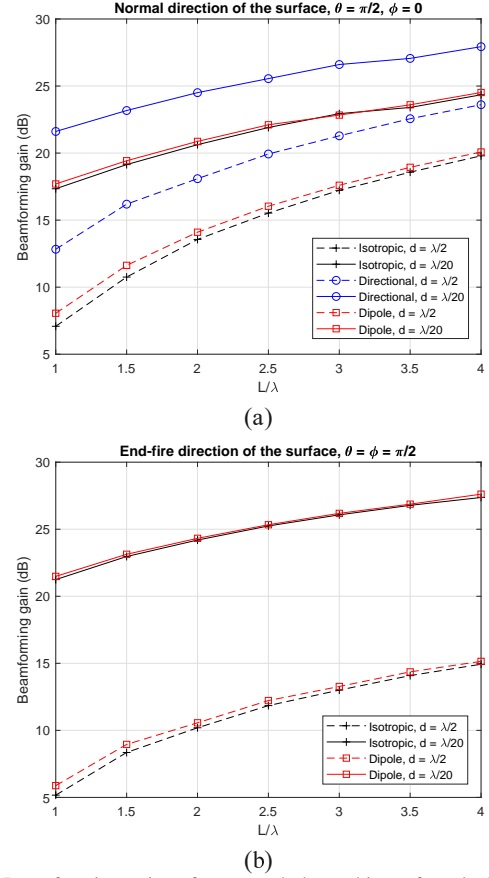 Normal direction of the surface, θ = π/2, ϕ = 0
30
25
20
15
10
5
Beamforming gain (dB)
Isotropic, d = λ/2
Isotropic, d = λ/20
Directional, d = λ/2
Directional, d = λ/20
Dipole, d = λ/2
Dipole, d = λ/20
1 1.5 2 2.5 3 3.5 4
L/λ
(a)
End-fire direction of the surface, θ = ϕ = π/2
30
25
20
15
10
5
Beamforming gain (dB)
Isotropic, d = λ/2
Isotropic, d = λ/20
Dipole, d = λ/2
Dipole, d = λ/20
1 1.5 2 2.5 3 3.5 4
L/λ
(b)